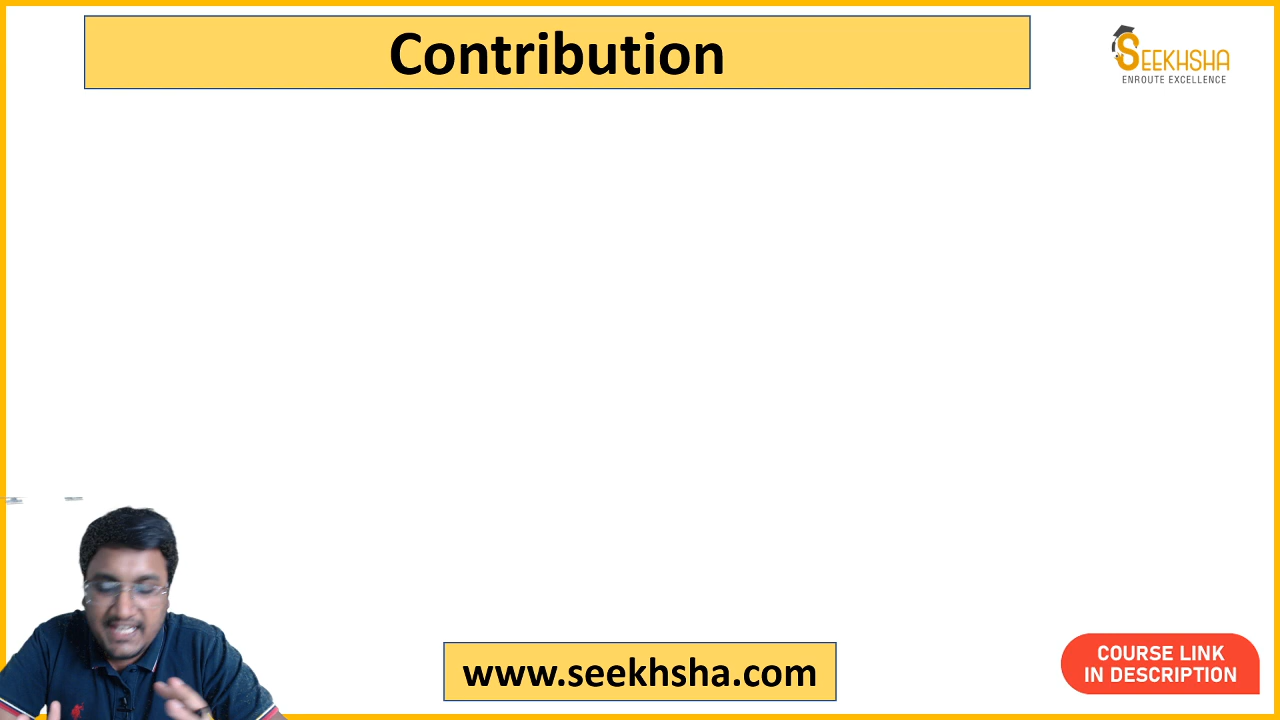 Contribution
SEEKHSHA
ENROUTE EXCELLENCE
www.seekhsha.com
COURSE LINK
IN DESCRIPTION